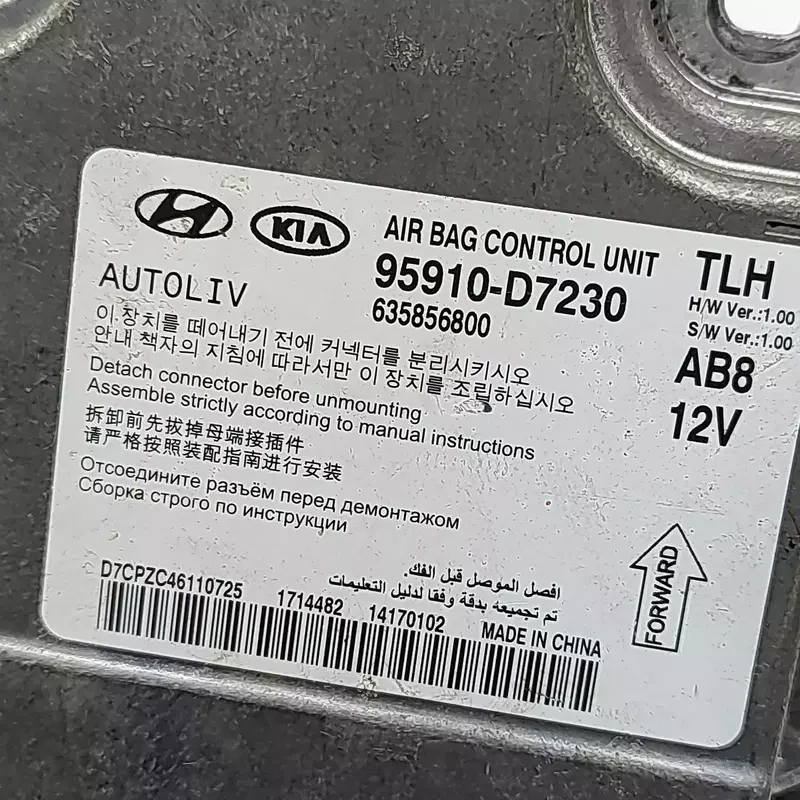 KIA
AIR BAG CONTROL UNIT
TLH
AUTOLIV
95910-D7230
H/W Ver.:1.00
635856800
S/W Ver.:1.00
AB8
12V
이 장치를 떼어내기 전에 커넥터를 분리시키시오
안내 책자의 지침에 따라서만 이 장치를 조립하십시오
Detach connector before unmounting
Assemble strictly according to manual instructions
拆卸前先拔掉母端接插件
请严格按照装配指南进行安装
Отсоедините разъём перед демонтажом
Сборка строго по инструкции
افصل الموصل قبل الفك.
تم تجميعه بدقة وفقا لدليل التعليمات
FORWARD
D7CPZC46110725 1714482 14170102 MADE IN CHINA